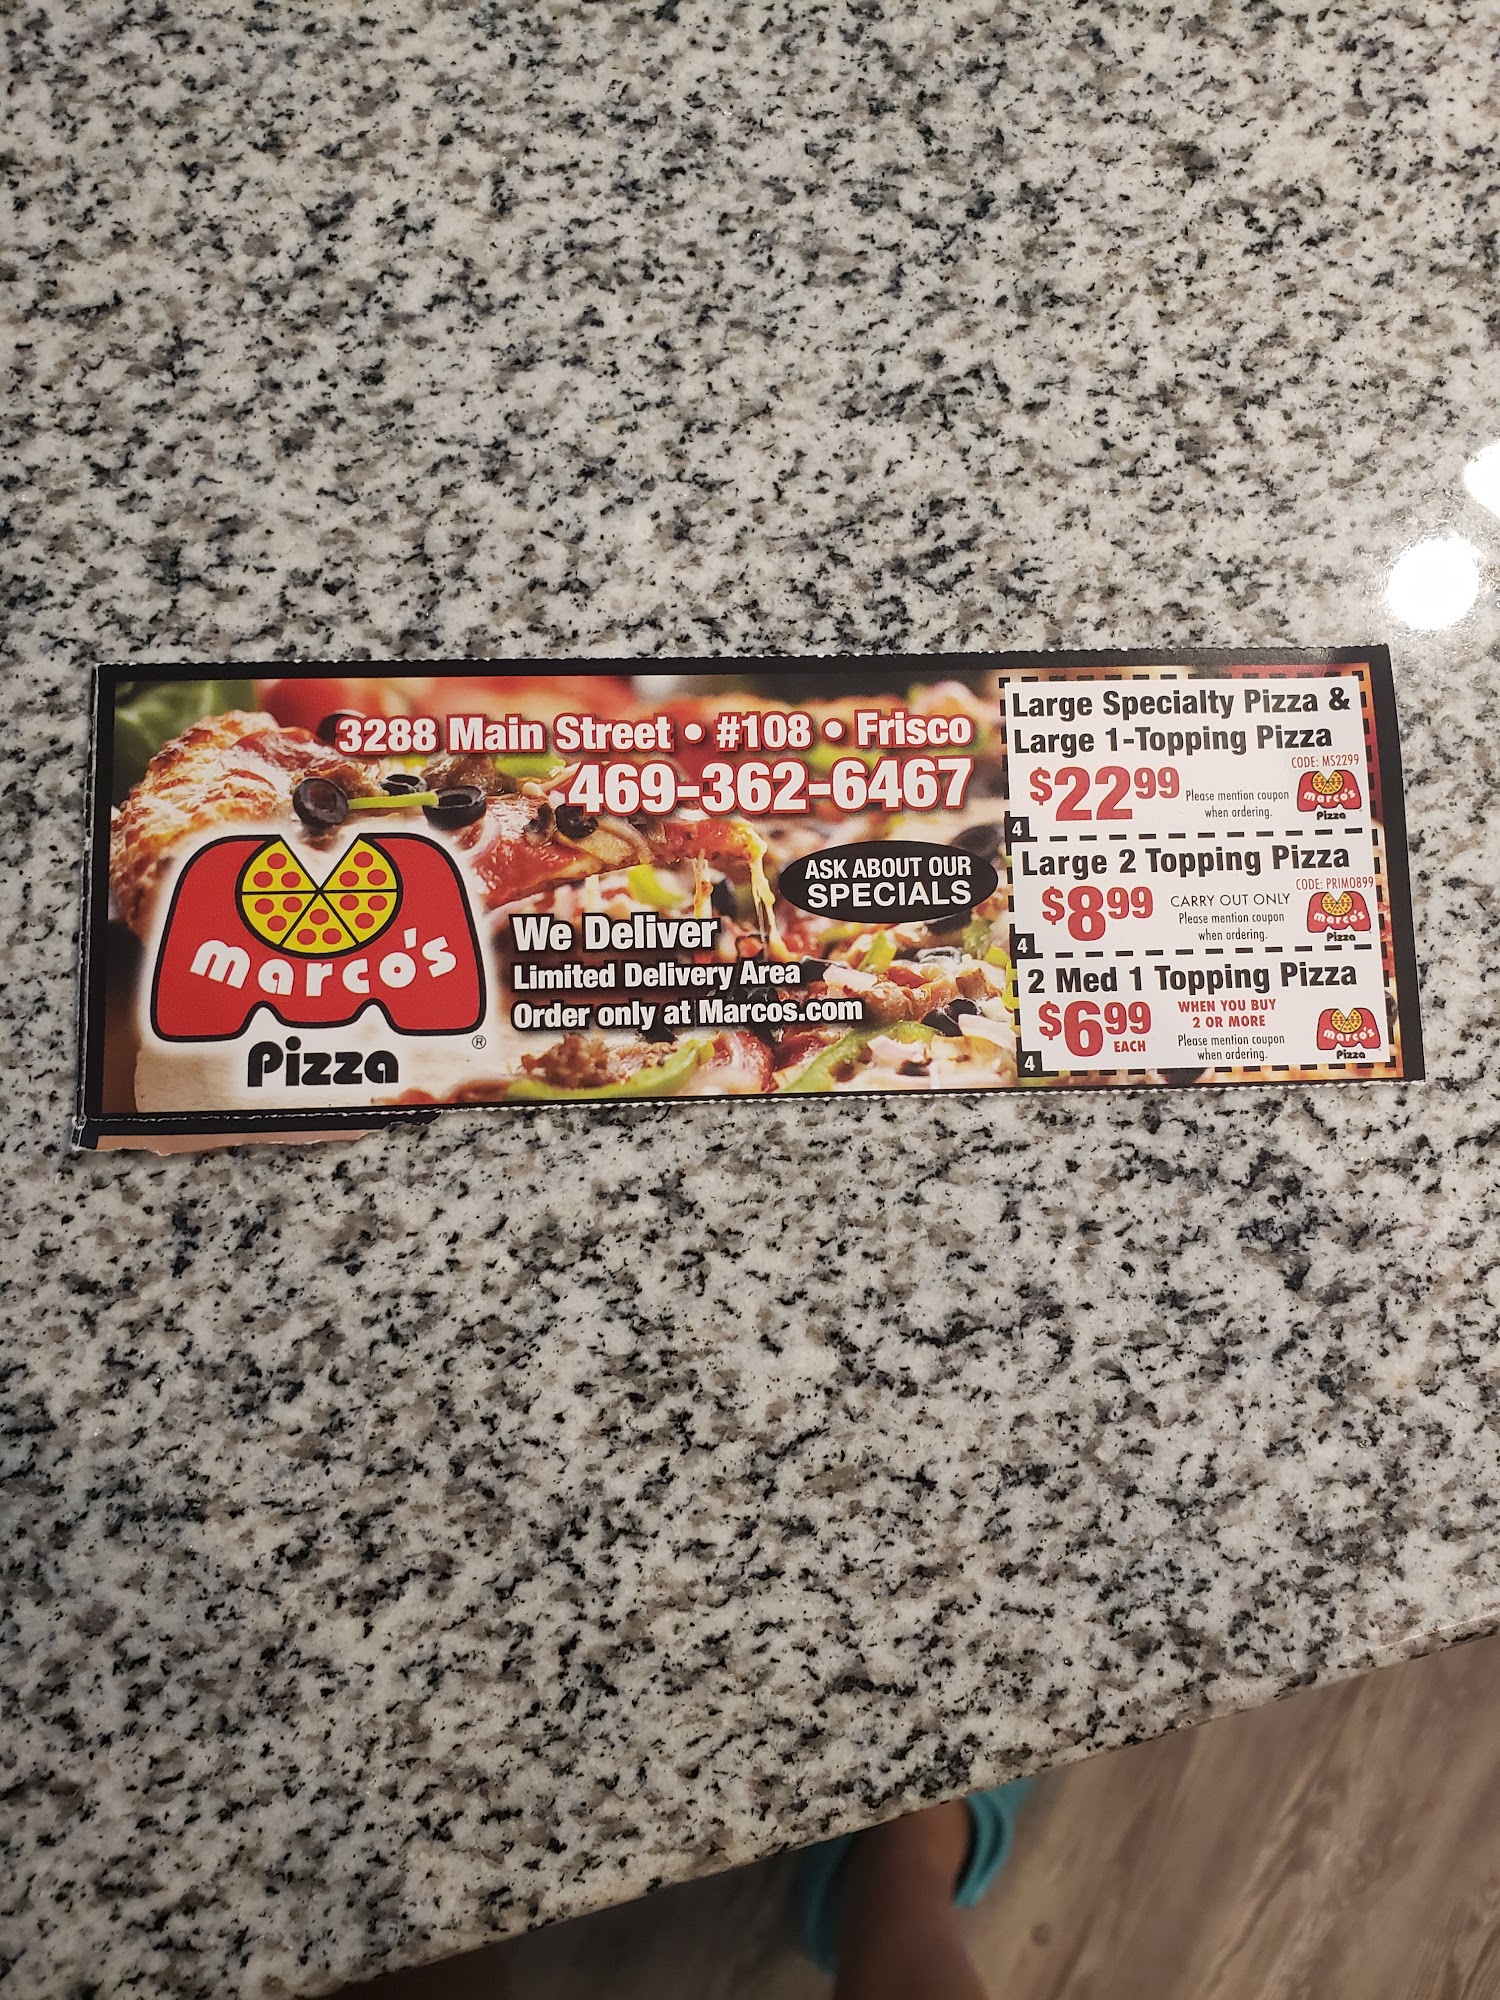 3288 Main Street • #108 • Frisco
469-362-6467
marco's
Pizza
®
ASK ABOUT OUR
SPECIALS
We Deliver
Limited Delivery Area
Order only at Marcos.com
Large Specialty Pizza &
Large 1-Topping Pizza
CODE: MS2299
$22.99
Please mention coupon
when ordering.
marco's
Pizza
4
Large 2 Topping Pizza
CODE: PRIMO899
$8.99
CARRY OUT ONLY
Please mention coupon
when ordering.
marco's
Pizza
4
2 Med 1 Topping Pizza
$6.99
EACH
WHEN YOU BUY
2 OR MORE
Please mention coupon
when ordering.
marco's
Pizza
4